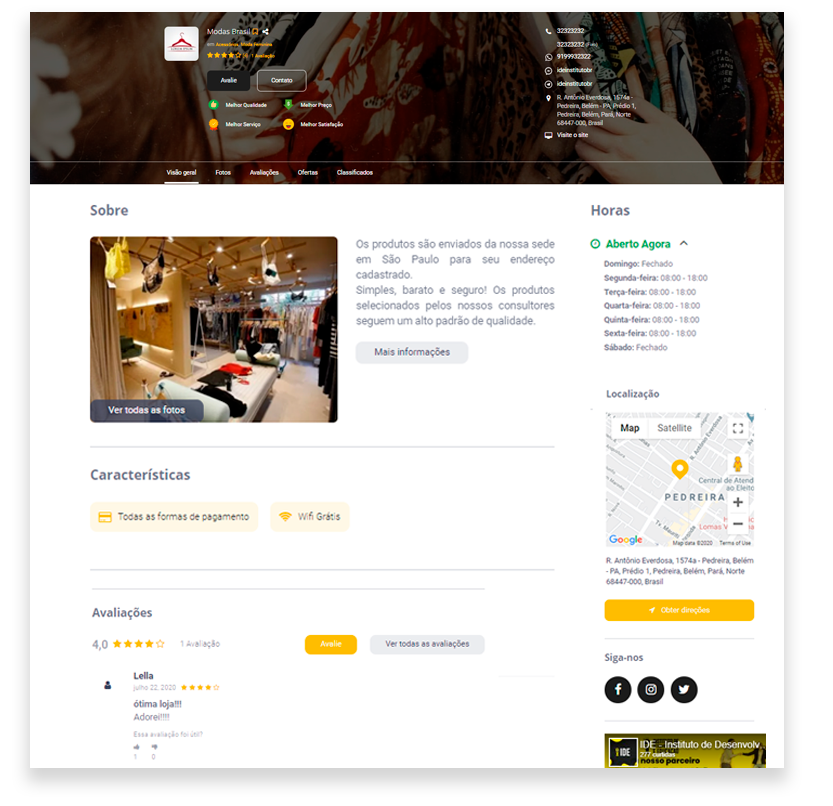 Modas Brasil
em Acessórios, Moda Feminina
1 Avaliação
Avalie
Contato
Melhor Qualidade
Melhor Preço
Melhor Serviço
Melhor Satisfação
32323232
32323232
9199932322
ideinstitutobr
ideinstitutobr
R. Antônio Everdosa, 1574a -
Pedreira, Belém - PA, Prédio 1,
Pedreira, Belém, Pará, Norte
68447-000, Brasil
Visite o site
Visão geral
Fotos
Avaliações
Ofertas
Classificados
Sobre
Ver todas as fotos
Os produtos são enviados da nossa sede
em São Paulo para seu endereço
cadastrado.
Simples, barato e seguro! Os produtos
selecionados pelos nossos consultores
seguem um alto padrão de qualidade.
Mais informações
Características
Todas as formas de pagamento
Wifi Grátis
Avaliações
4,0
1 Avaliação
Avalie
Ver todas as avaliações
Lella
julho 22, 2020
ótima loja!!!
Adorei!!!!
Essa avaliação foi útil?
1
0
Horas
Aberto Agora
Domingo: Fechado
Segunda-feira: 08:00 - 18:00
Terça-feira: 08:00 - 18:00
Quarta-feira: 08:00 - 18:00
Quinta-feira: 08:00 - 18:00
Sexta-feira: 08:00 - 18:00
Sábado: Fechado
Localização
Map
Satellite
R. Antônio Everdosa
Central de Atend
ao Eleito
PEDREIRA
Lomas V
Google
Map data ©2020
Terms of Use
R. Antônio Everdosa, 1574a - Pedreira, Belém
- PA, Prédio 1, Pedreira, Belém, Pará, Norte
68447-000, Brasil
Obter direções
Siga-nos
IDE
IDE - Instituto de Desenvolv...
277 curtidas
nosso parceiro